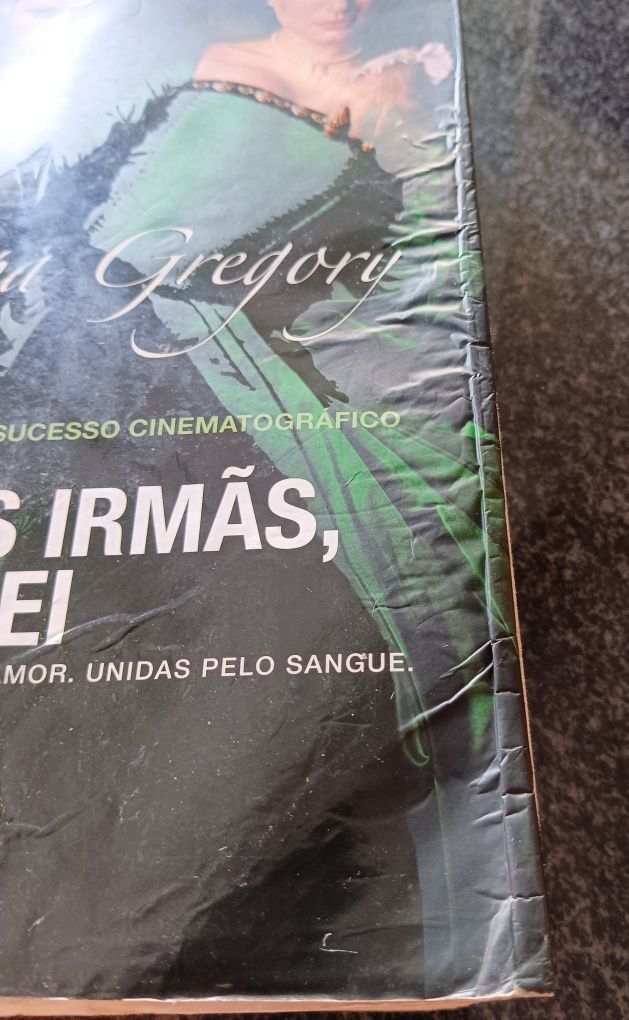 Gregory
SUCESSO CINEMATOGRÁFICO
S IRMÃS,
EI
AMOR. UNIDAS PELO SANGUE.